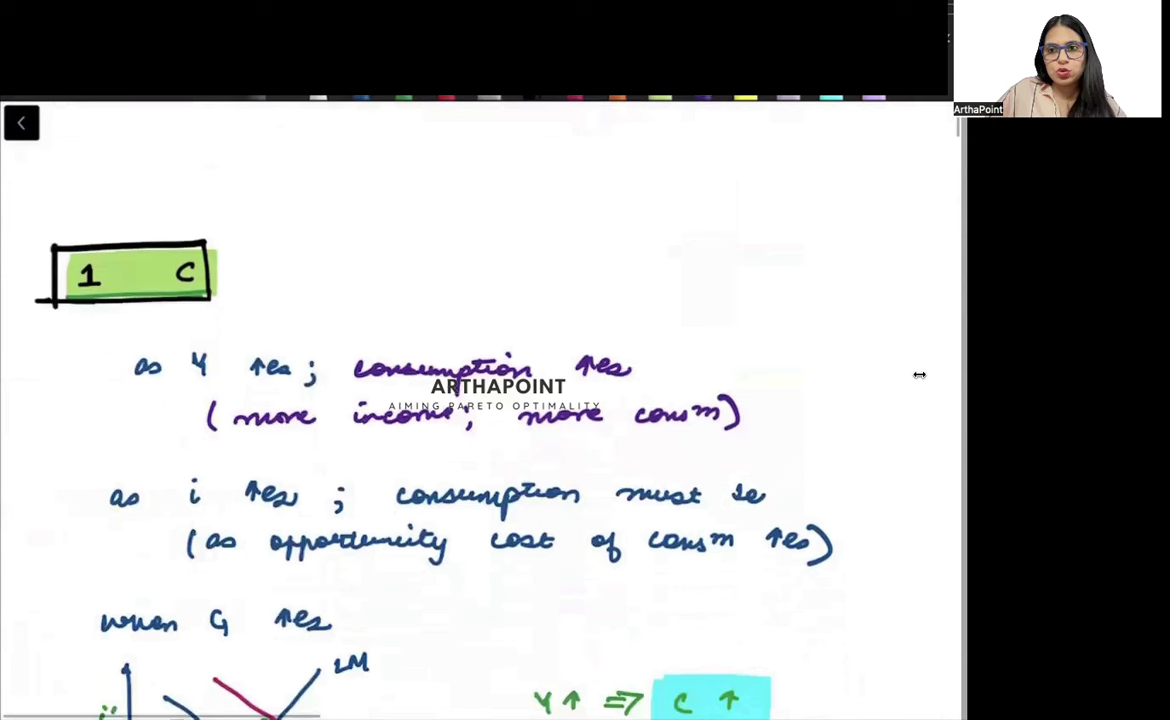 ArthaPoint
1 C
as Y ↑es; consumption ↑es
ARTHAPOINT
AIMING PARETO OPTIMALITY
(more income; more consm)
as i ↑es; consumption must ↓e
(as opportunity cost of consm ↑es)
when G ↑es
LM
i
Y ↑ ⇒ C ↑